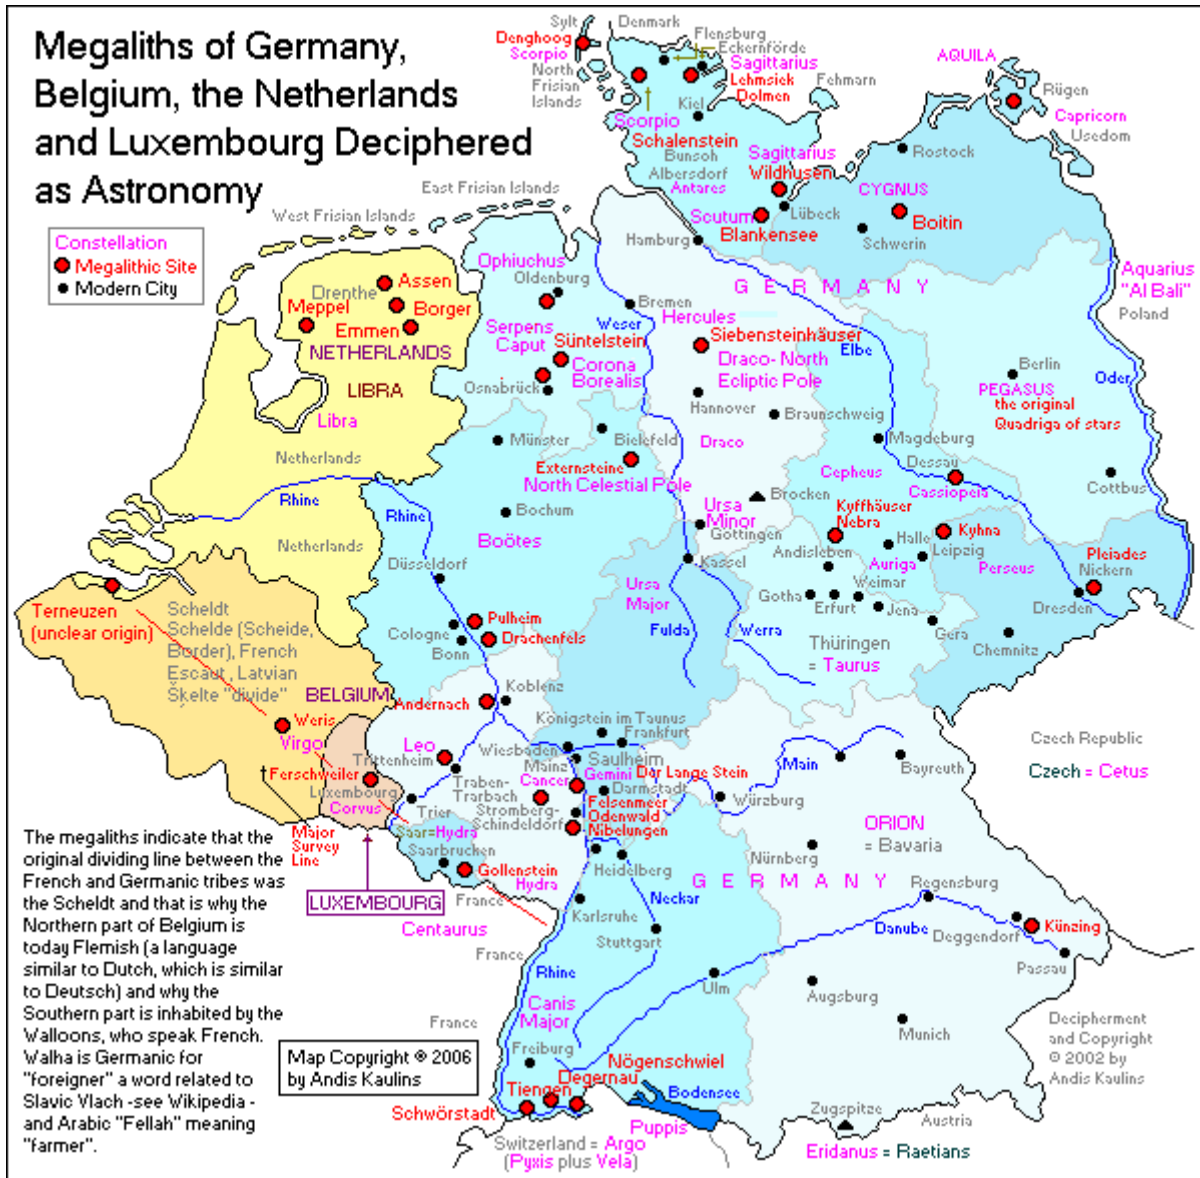 Megaliths of Germany,
Belgium, the Netherlands
and Luxembourg Deciphered
as Astronomy
Constellation
Megalithic Site
Modern City
Sylt
Denghoog
Scorpio
North
Frisian
Islands
Denmark
Flensburg
Eckernförde
Sagittarius
Lehmsiek
Dolmen
Fehmarn
Kiel
Scorpio
Schalenstein
Bunsoh
Albersdorf
Antares
Sagittarius
Wildhusen
Lübeck
Scutum
Blankensee
AQUILA
Rügen
Capricorn
Usedom
Rostock
CYGNUS
Boitin
Schwerin
East Frisian Islands
West Frisian Islands
Hamburg
Ophiuchus
Oldenburg
Bremen
Weser
Hercules
GERMANY
Aquarius
"Al Bali"
Poland
Assen
Drenthe
Borger
Meppel
Emmen
NETHERLANDS
LIBRA
Libra
Netherlands
Serpens
Caput
Süntelstein
Corona
Borealis
Osnabrück
Siebensteinhäuser
Draco- North
Ecliptic Pole
Elbe
Hannover
Braunschweig
Berlin
PEGASUS
Oder
the original
Quadriga of stars
Münster
Bielefeld
Draco
Magdeburg
Externsteine
North Celestial Pole
Cepheus
Dessau
Cassiopeia
Cottbus
Rhine
Rhine
Bochum
Boötes
Ursa
Minor
Brocken
Göttingen
Kyffhäuser
Nebra
Kyhna
Andisleben
Halle
Leipzig
Auriga
Perseus
Pleiades
Nickern
Netherlands
Düsseldorf
Kassel
Ursa
Major
Fulda
Werra
Gotha
Erfurt
Weimar
Jena
Gera
Dresden
Chemnitz
Thüringen
= Taurus
Terneuzen
(unclear origin)
Scheldt
Schelde (Scheide,
Border), French
Escaut , Latvian
Šķelte "divide"
Pulheim
Cologne
Drachenfels
Bonn
BELGIUM
Koblenz
Andernach
Weris
Virgo
Königstein im Taunus
Frankfurt
Wiesbaden
Mainz
Saulheim
Leo
Trittenheim
Ferschweiler
Luxembourg
Corvus
Traben-
Trarbach
Cancer
Gemini
Der Lange Stein
Darmstadt
Main
Bayreuth
Würzburg
Czech Republic
Czech = Cetus
Trier
Stromberg-
Schindeldorf
Felsenmeer
Odenwald
Nibelungen
ORION
= Bavaria
Nürnberg
Major
Survey
Line
Saar=Hydra
Saarbrucken
Gollenstein
Hydra
Heidelberg
GERMANY
LUXEMBOURG
France
Karlsruhe
Neckar
Regensburg
Centaurus
Stuttgart
Danube
Deggendorf
Künzing
Passau
France
Rhine
Ulm
Augsburg
Canis
Major
France
Freiburg
Munich
The megaliths indicate that the
original dividing line between the
French and Germanic tribes was
the Scheldt and that is why the
Northern part of Belgium is
today Flemish (a language
similar to Dutch, which is similar
to Deutsch) and why the
Southern part is inhabited by the
Walloons, who speak French.
Walha is Germanic for
"foreigner" a word related to
Slavic Vlach -see Wikipedia -
and Arabic "Fellah" meaning
"farmer".
Map Copyright ® 2006
by Andis Kaulins
Decipherment
and Copyright
© 2002 by
Andis Kaulins
Nögenschwiel
Degernau
Tiengen
Schwörstadt
Bodensee
Puppis
Switzerland = Argo
(Pyxis plus Vela)
Zugspitze
Austria
Eridanus = Raetians